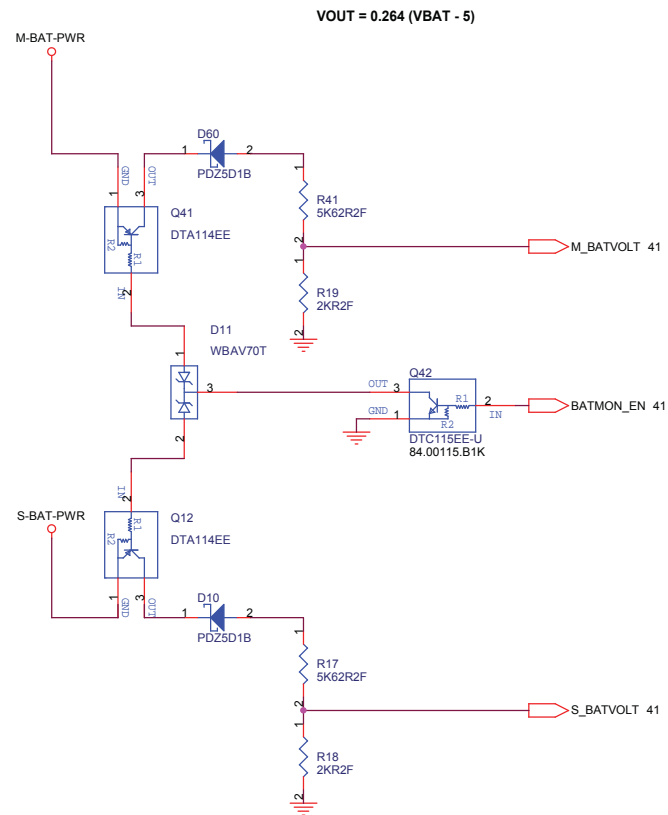 VOUT = 0.264 (VBAT - 5)
M-BAT-PWR
D60
1 2
PDZ5D1B
GND
OUT
1 3
Q41
DTA114EE
R2
R1
IN
2
1
R41
5K62R2F
2
M_BATVOLT 41
1
R19
2KR2F
2
D11
WBAV70T
1
3
2
Q42
OUT 3
GND 1
R1
R2
2
IN
BATMON_EN 41
DTC115EE-U
84.00115.B1K
S-BAT-PWR
IN
2
Q12
DTA114EE
R1
R2
1 3
GND
OUT
D10
1 2
PDZ5D1B
1
R17
5K62R2F
2
S_BATVOLT 41
1
R18
2KR2F
2